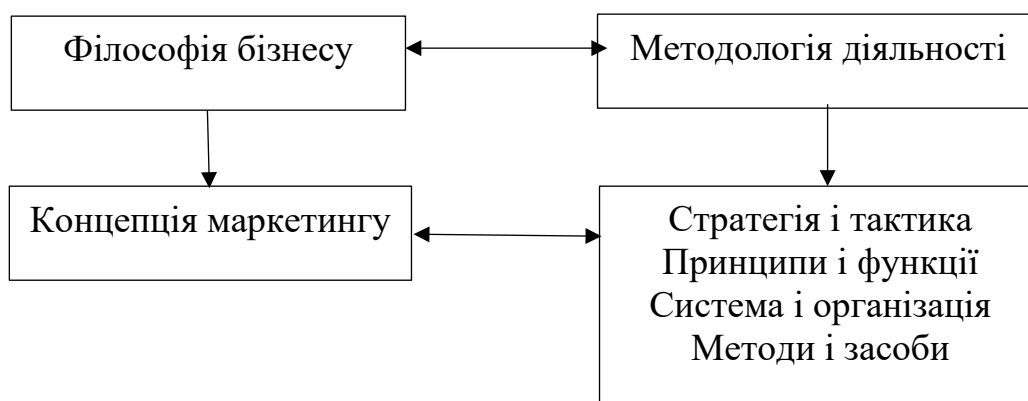 Філософія бізнесу
Методологія діяльності
Концепція маркетингу
Стратегія і тактика
Принципи і функції
Система і організація
Методи і засоби